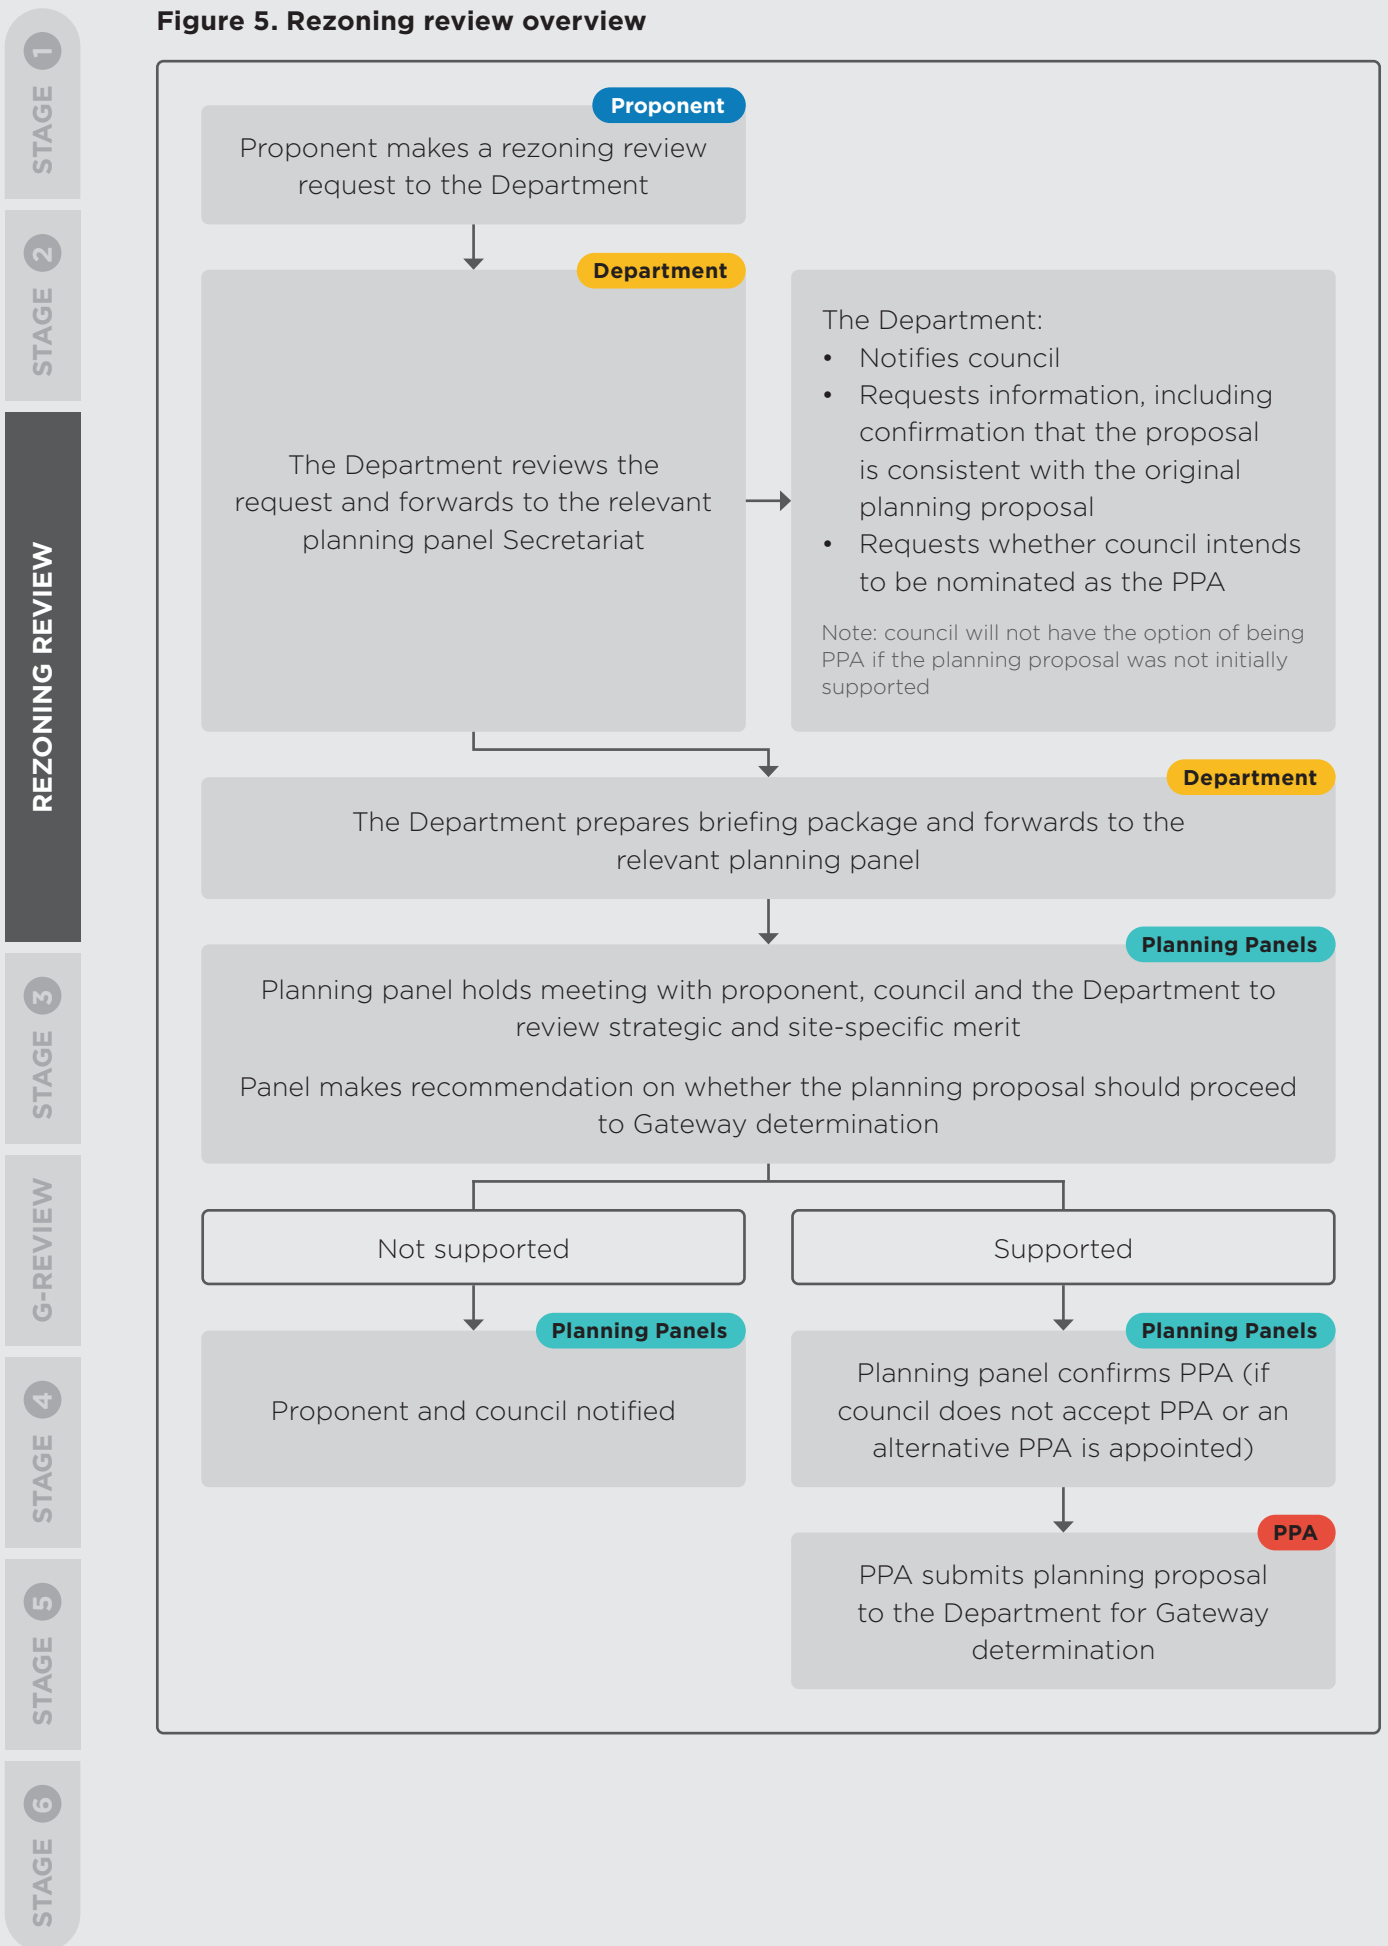 Figure 5. Rezoning review overview
STAGE 1
STAGE 2
REZONING REVIEW
STAGE 3
G-REVIEW
STAGE 4
STAGE 5
STAGE 6
Proponent
Proponent makes a rezoning review
request to the Department
Department
The Department reviews the
request and forwards to the relevant
planning panel Secretariat
The Department:
• Notifies council
• Requests information, including
confirmation that the proposal
is consistent with the original
planning proposal
• Requests whether council intends
to be nominated as the PPA
Note: council will not have the option of being
PPA if the planning proposal was not initially
supported
Department
The Department prepares briefing package and forwards to the
relevant planning panel
Planning Panels
Planning panel holds meeting with proponent, council and the Department to
review strategic and site-specific merit
Panel makes recommendation on whether the planning proposal should proceed
to Gateway determination
Not supported
Supported
Planning Panels
Proponent and council notified
Planning Panels
Planning panel confirms PPA (if
council does not accept PPA or an
alternative PPA is appointed)
PPA
PPA submits planning proposal
to the Department for Gateway
determination